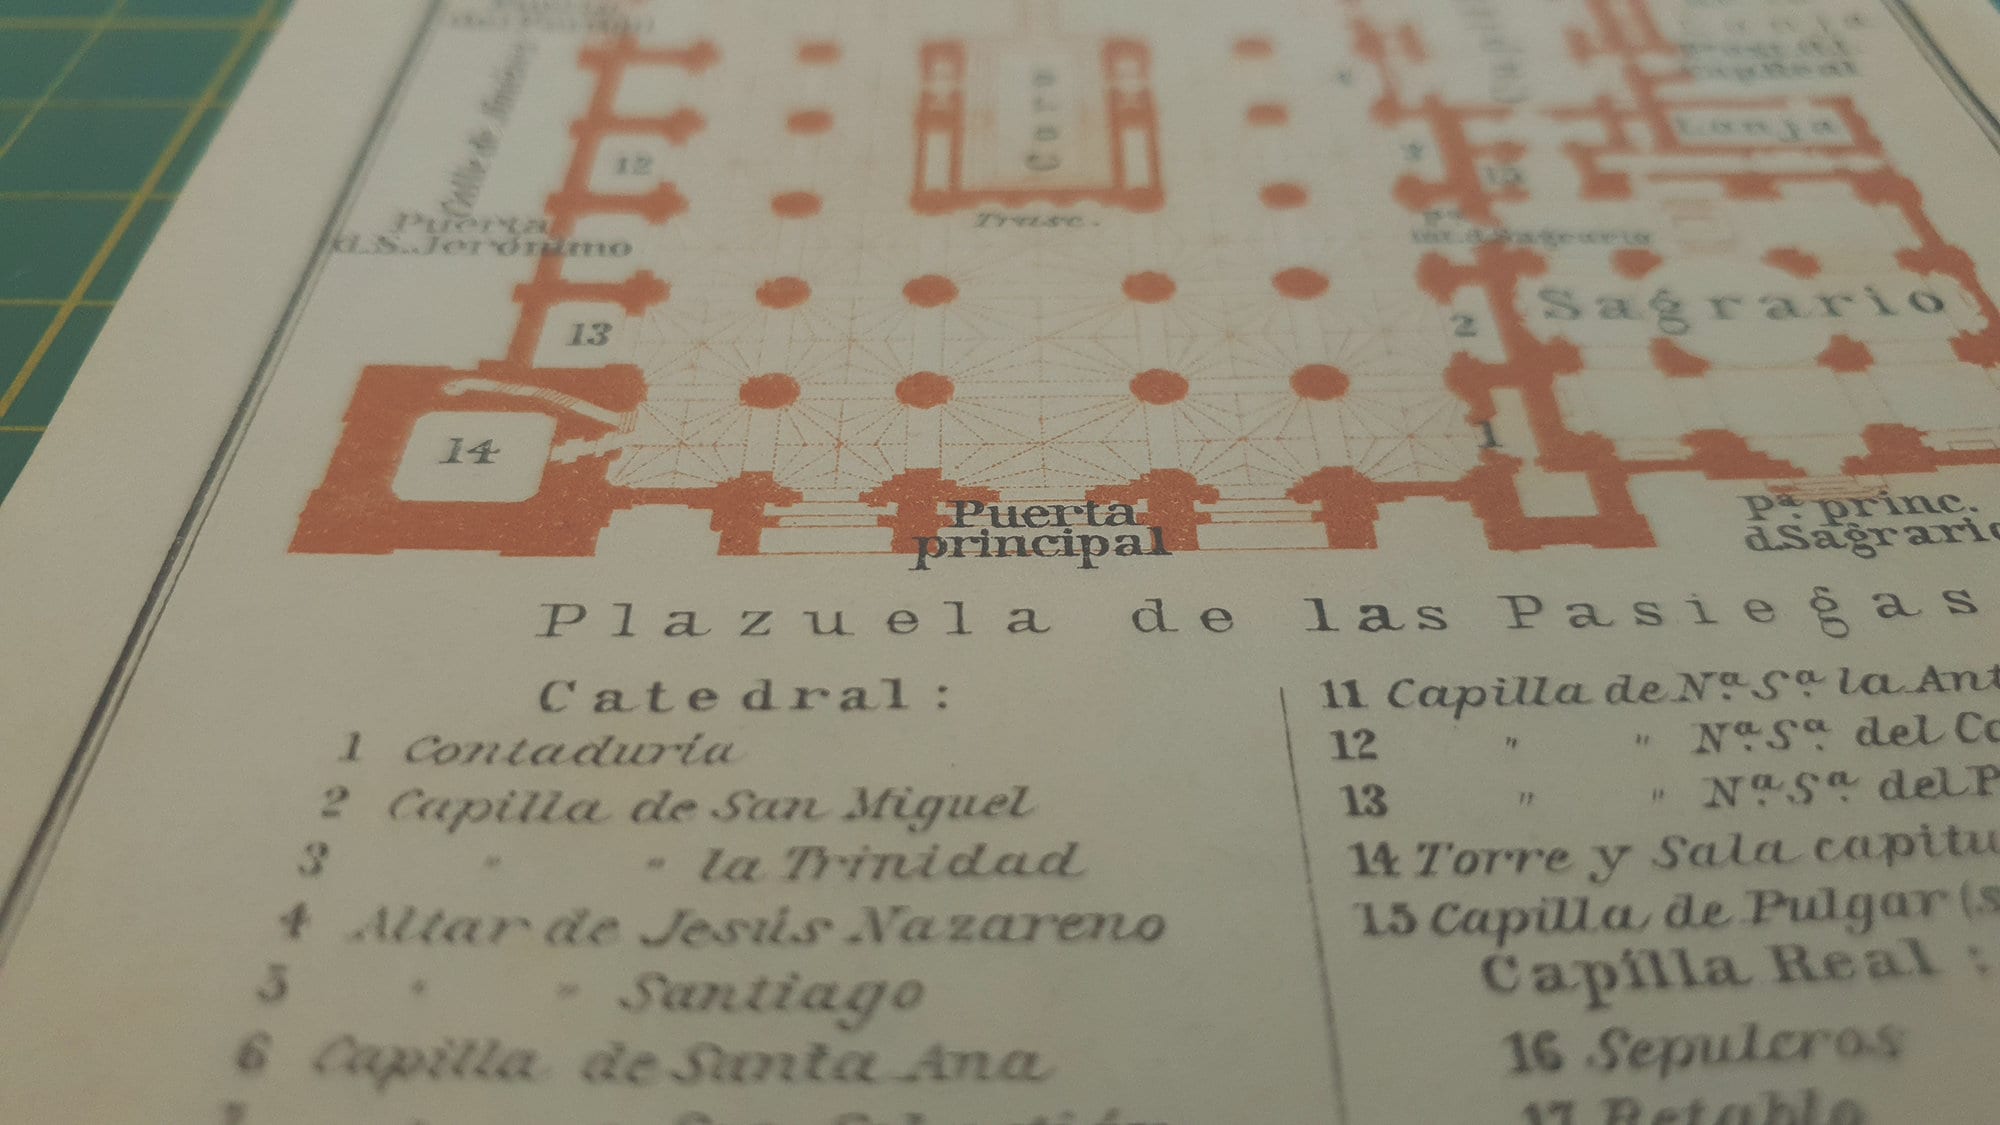 Calle de
Coro
Lonja
12
Puerta
d.S.Jerónimo
Trasc.
13
2
Sagrario
14
1
Puerta
principal
Pª princ.
d.Sagrario
Plazuela de las Pasiegas
Catedral:
1 Contaduría
2 Capilla de San Miguel
3 " " la Trinidad
4 Altar de Jesús Nazareno
5 " " Santiago
6 Capilla de Santa Ana
11 Capilla de Nª Sª la
12 " " Nª Sª del
13 " " Nª Sª del
14 Torre y Sala
15 Capilla de Pulgar
Capilla Real:
16 Sepulcros
17 Retablo